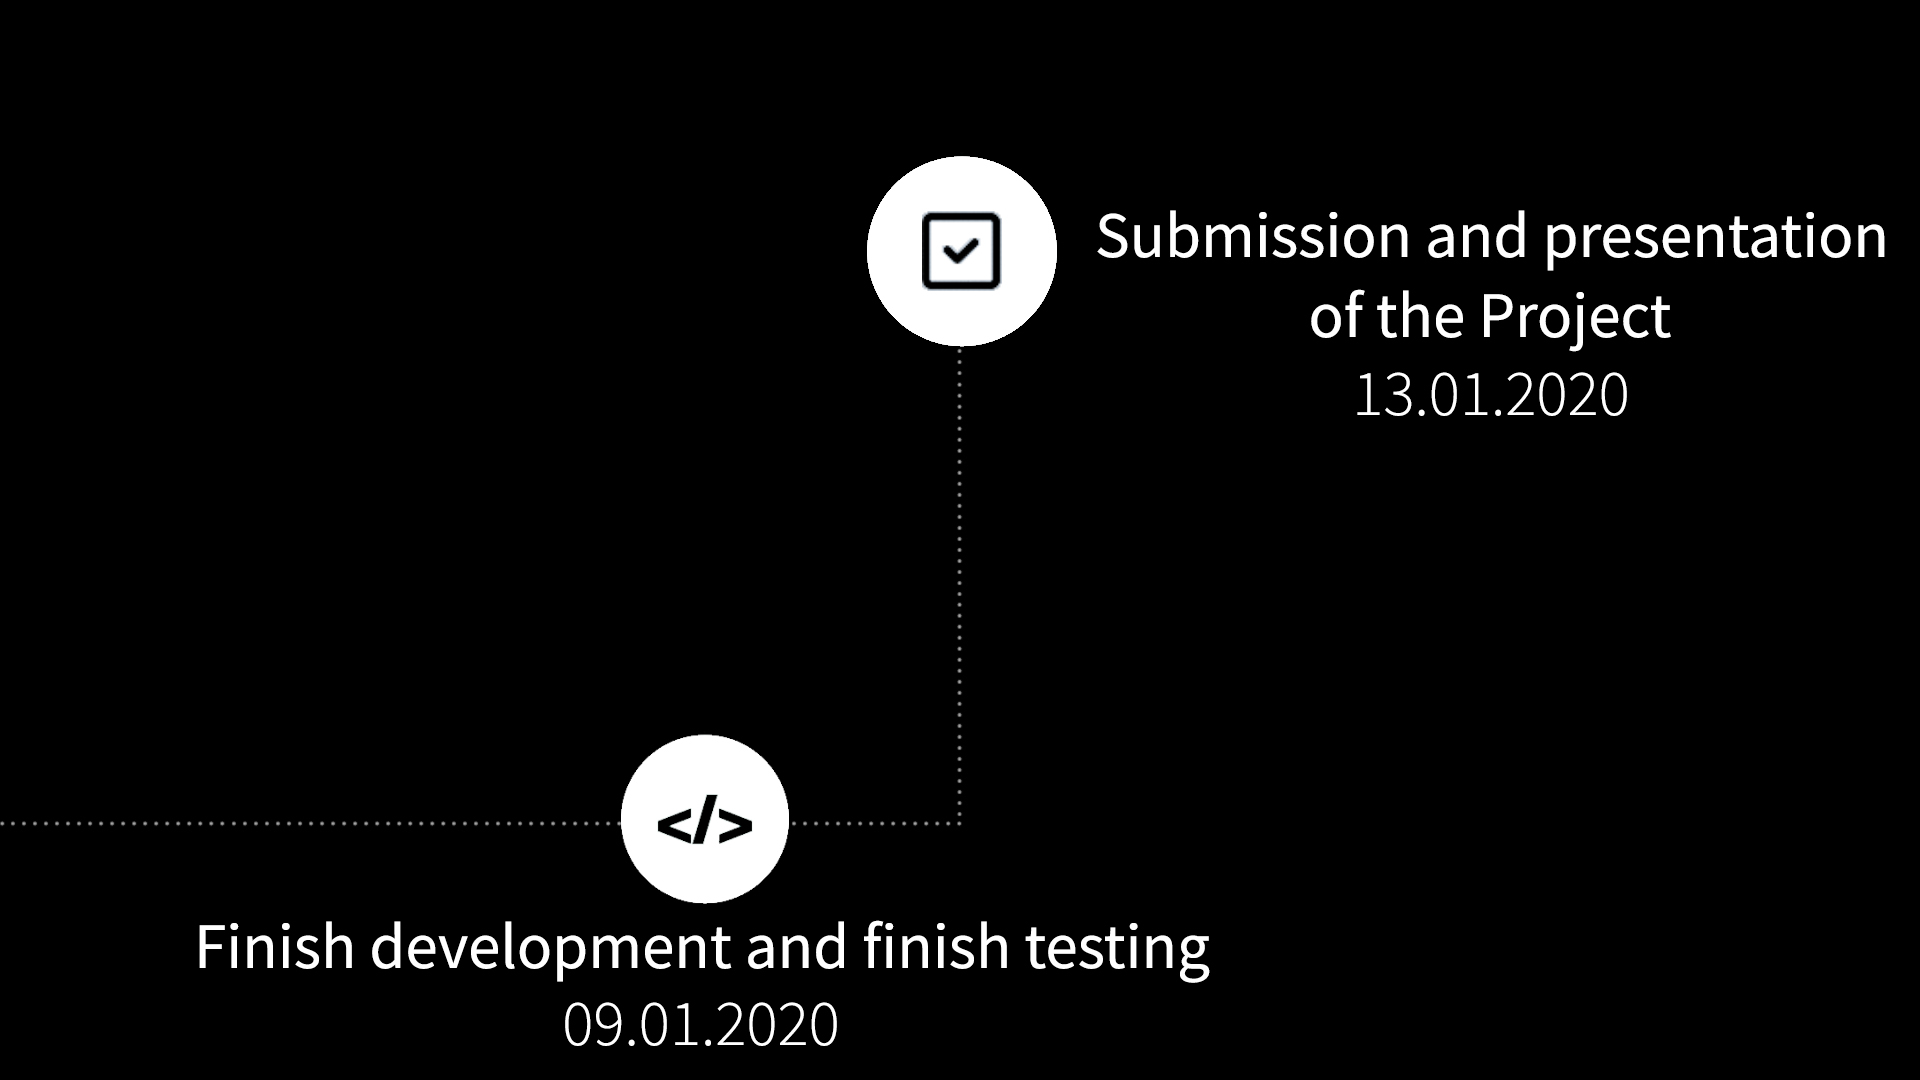 Submission and presentation
of the Project
13.01.2020
</>
Finish development and finish testing
09.01.2020